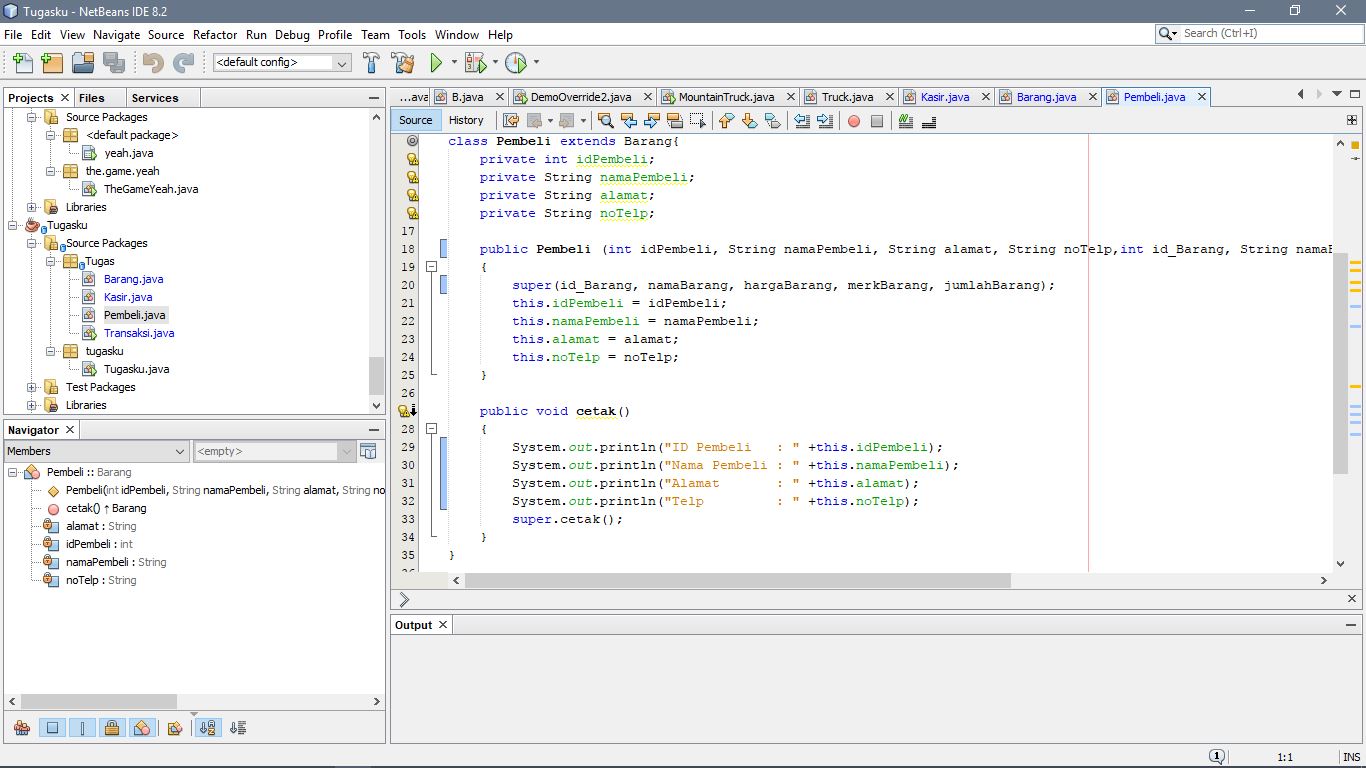 Tugasku - NetBeans IDE 8.2
File Edit View Navigate Source Refactor Run Debug Profile Team Tools Window Help
Search (Ctrl+I)
<default config>
Projects Files Services
Source Packages
<default package>
yeah.java
the.game.yeah
TheGameYeah.java
Libraries
Tugasku
Source Packages
Tugas
Barang.java
Kasir.java
Pembeli.java
Transaksi.java
tugasku
Tugasku.java
Test Packages
Libraries
Navigator
Members
<empty>
Pembeli :: Barang
Pembeli(int idPembeli, String namaPembeli, String alamat, String no
cetak() ↑ Barang
alamat : String
idPembeli : int
namaPembeli : String
noTelp : String
...ava B.java DemoOverride2.java MountainTruck.java Truck.java Kasir.java Barang.java Pembeli.java
Source History
class Pembeli extends Barang{
private int idPembeli;
private String namaPembeli;
private String alamat;
private String noTelp;
17
18 public Pembeli (int idPembeli, String namaPembeli, String alamat, String noTelp,int id_Barang, String namaB
19 {
20 super(id_Barang, namaBarang, hargaBarang, merkBarang, jumlahBarang);
21 this.idPembeli = idPembeli;
22 this.namaPembeli = namaPembeli;
23 this.alamat = alamat;
24 this.noTelp = noTelp;
25 }
26
public void cetak()
28 {
29 System.out.println("ID Pembeli   : " +this.idPembeli);
30 System.out.println("Nama Pembeli : " +this.namaPembeli);
31 System.out.println("Alamat       : " +this.alamat);
32 System.out.println("Telp         : " +this.noTelp);
33 super.cetak();
34 }
35 }
Output
1 1:1 INS